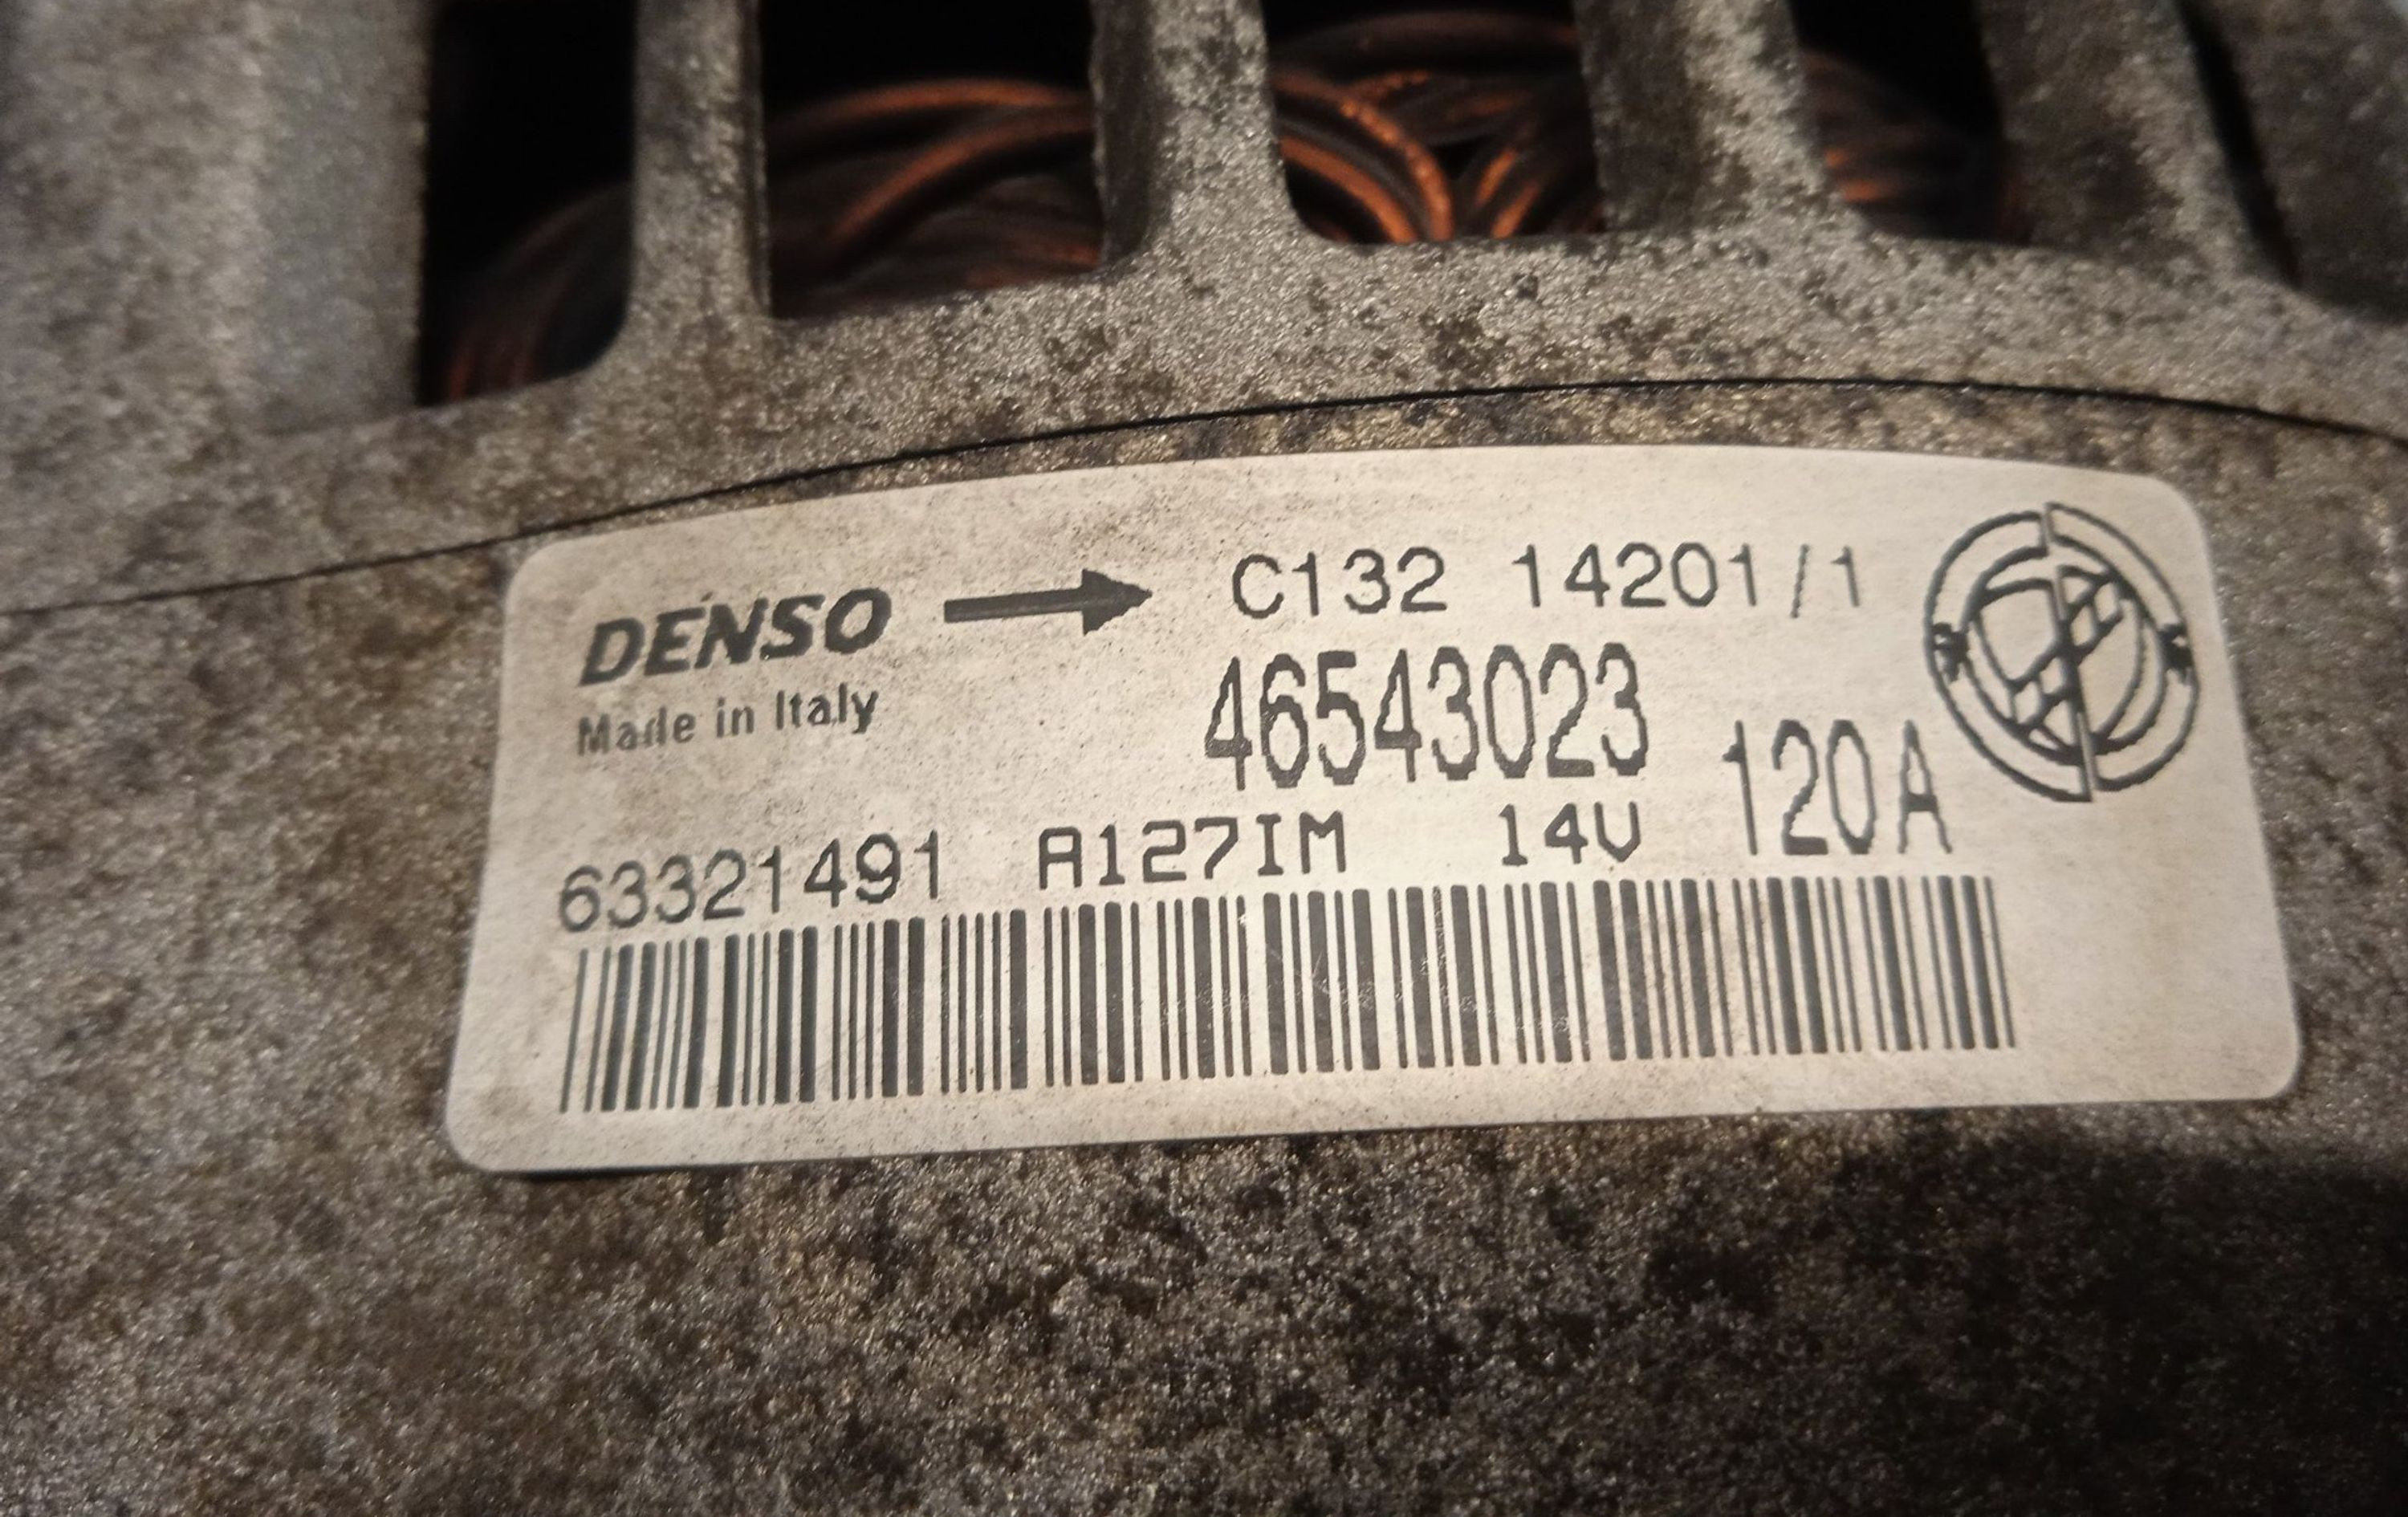 DENSO → C132 14201/1
Made in Italy
46543023
63321491 A127IM 14V 120A